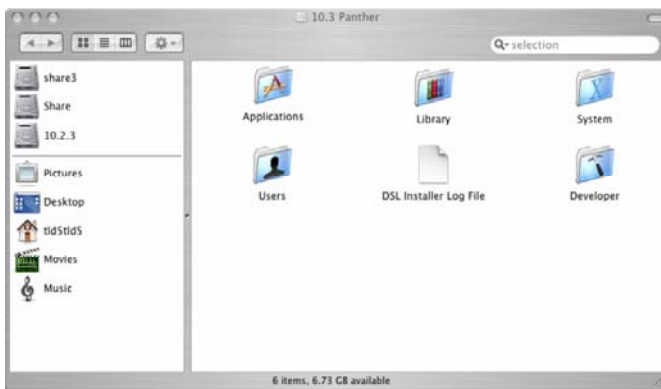 10.3 Panther
selection
share3
Share
10.2.3
Pictures
Desktop
tidStidS
Movies
Music
Applications
Library
System
Users
DSL Installer Log File
Developer
6 items, 6.73 GB available